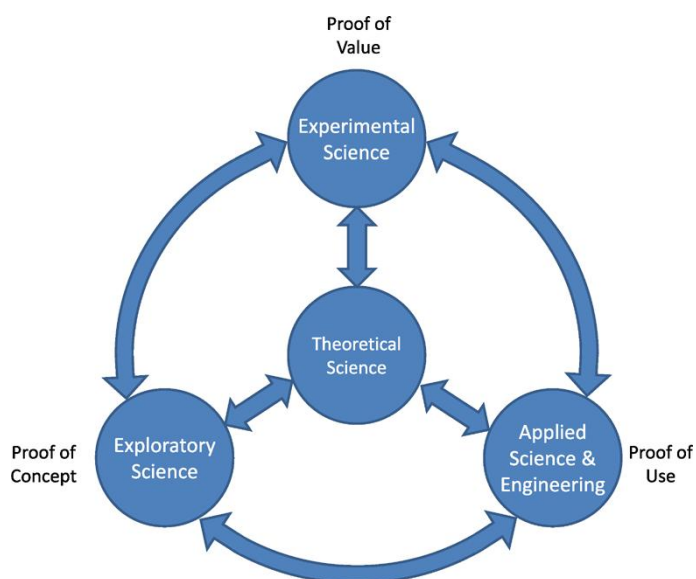 Proof of
Value
Experimental
Science
Theoretical
Science
Proof of
Concept
Exploratory
Science
Applied
Science &
Engineering
Proof of
Use